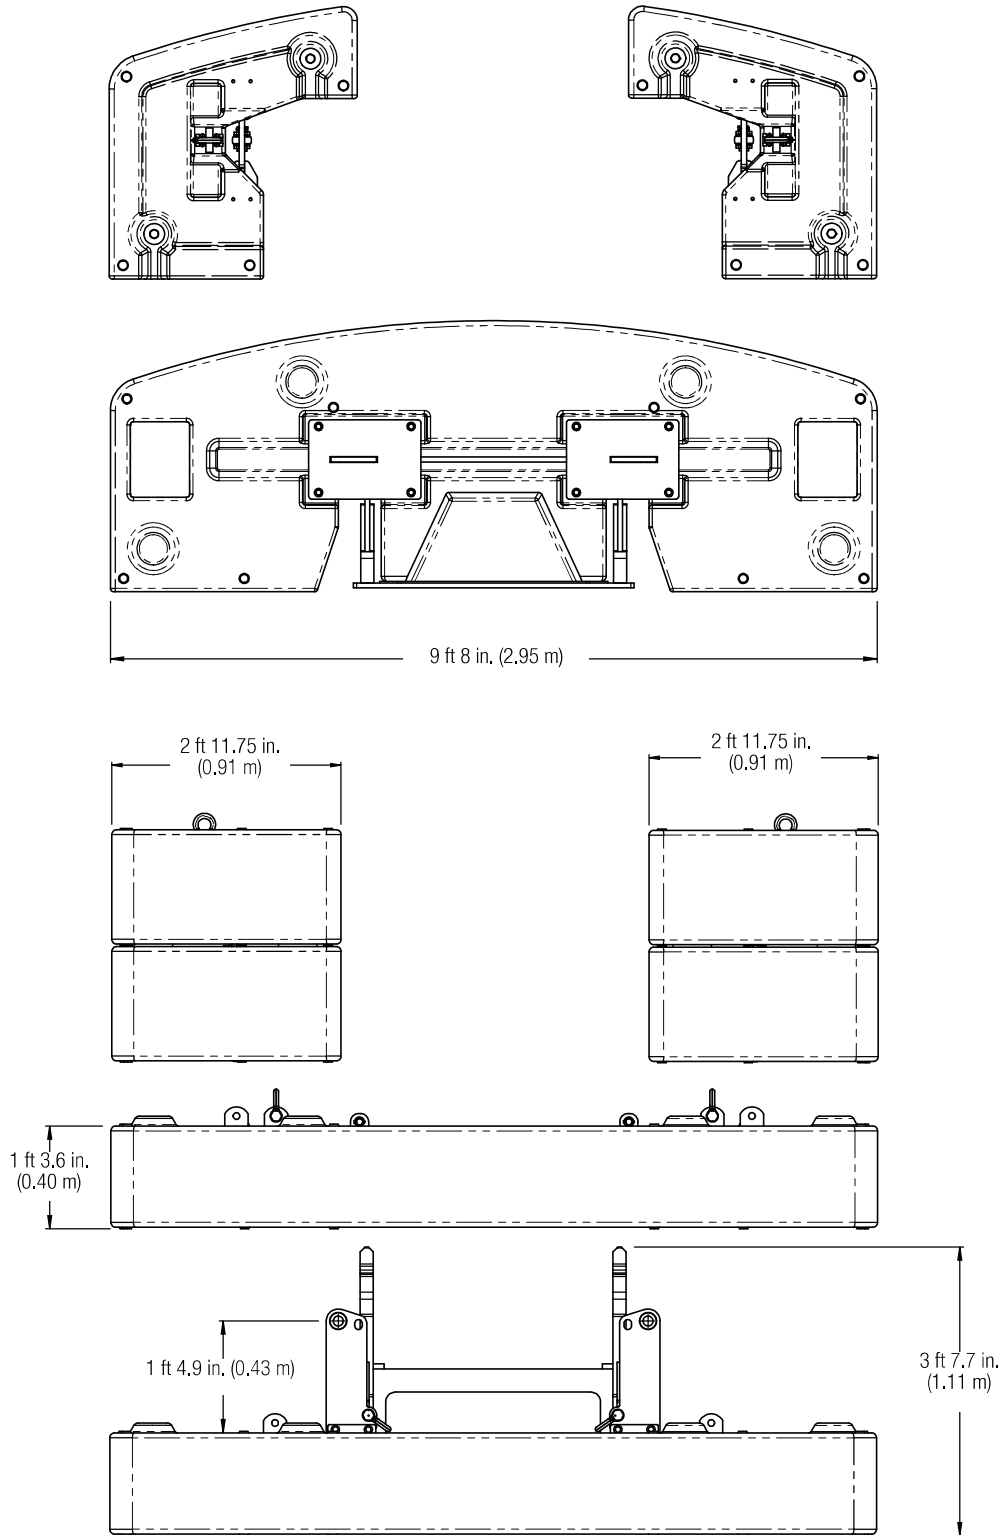 9 ft 8 in. (2.95 m)
2 ft 11.75 in.
(0.91 m)
2 ft 11.75 in.
(0.91 m)
1 ft 3.6 in.
(0.40 m)
1 ft 4.9 in. (0.43 m)
3 ft 7.7 in.
(1.11 m)